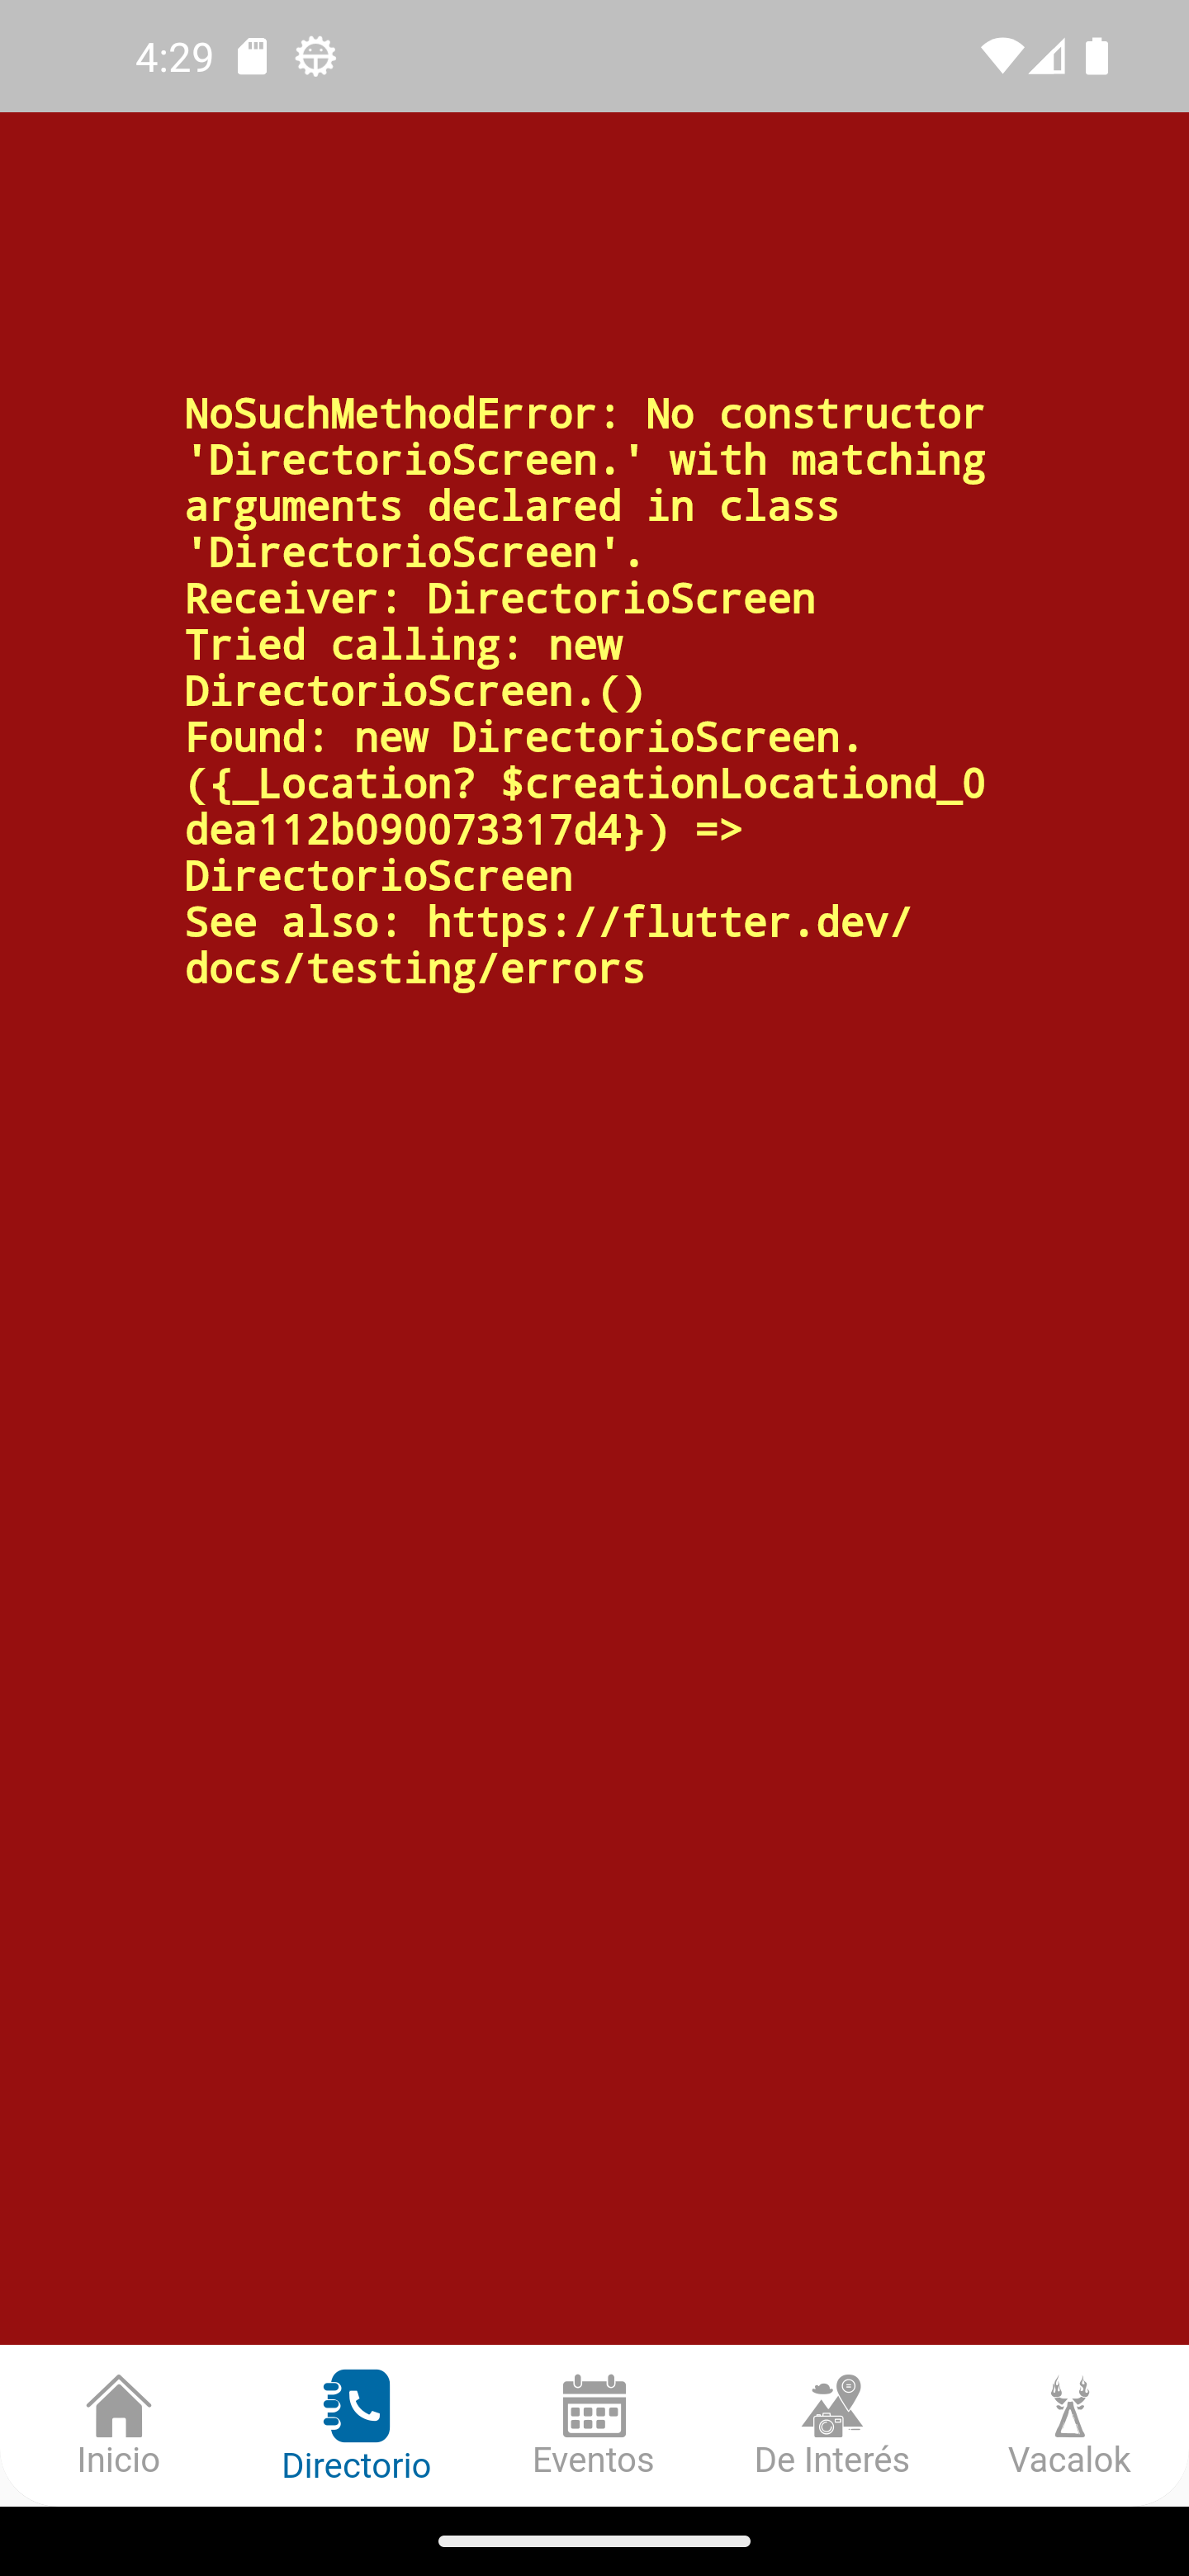 4:29
NoSuchMethodError: No constructor
'DirectorioScreen.' with matching
arguments declared in class
'DirectorioScreen'.
Receiver: DirectorioScreen
Tried calling: new
DirectorioScreen.()
Found: new DirectorioScreen.
({_Location? $creationLocationd_0
dea112b090073317d4}) =>
DirectorioScreen
See also: https://flutter.dev/
docs/testing/errors
Inicio
Directorio
Eventos
De Interés
Vacalok